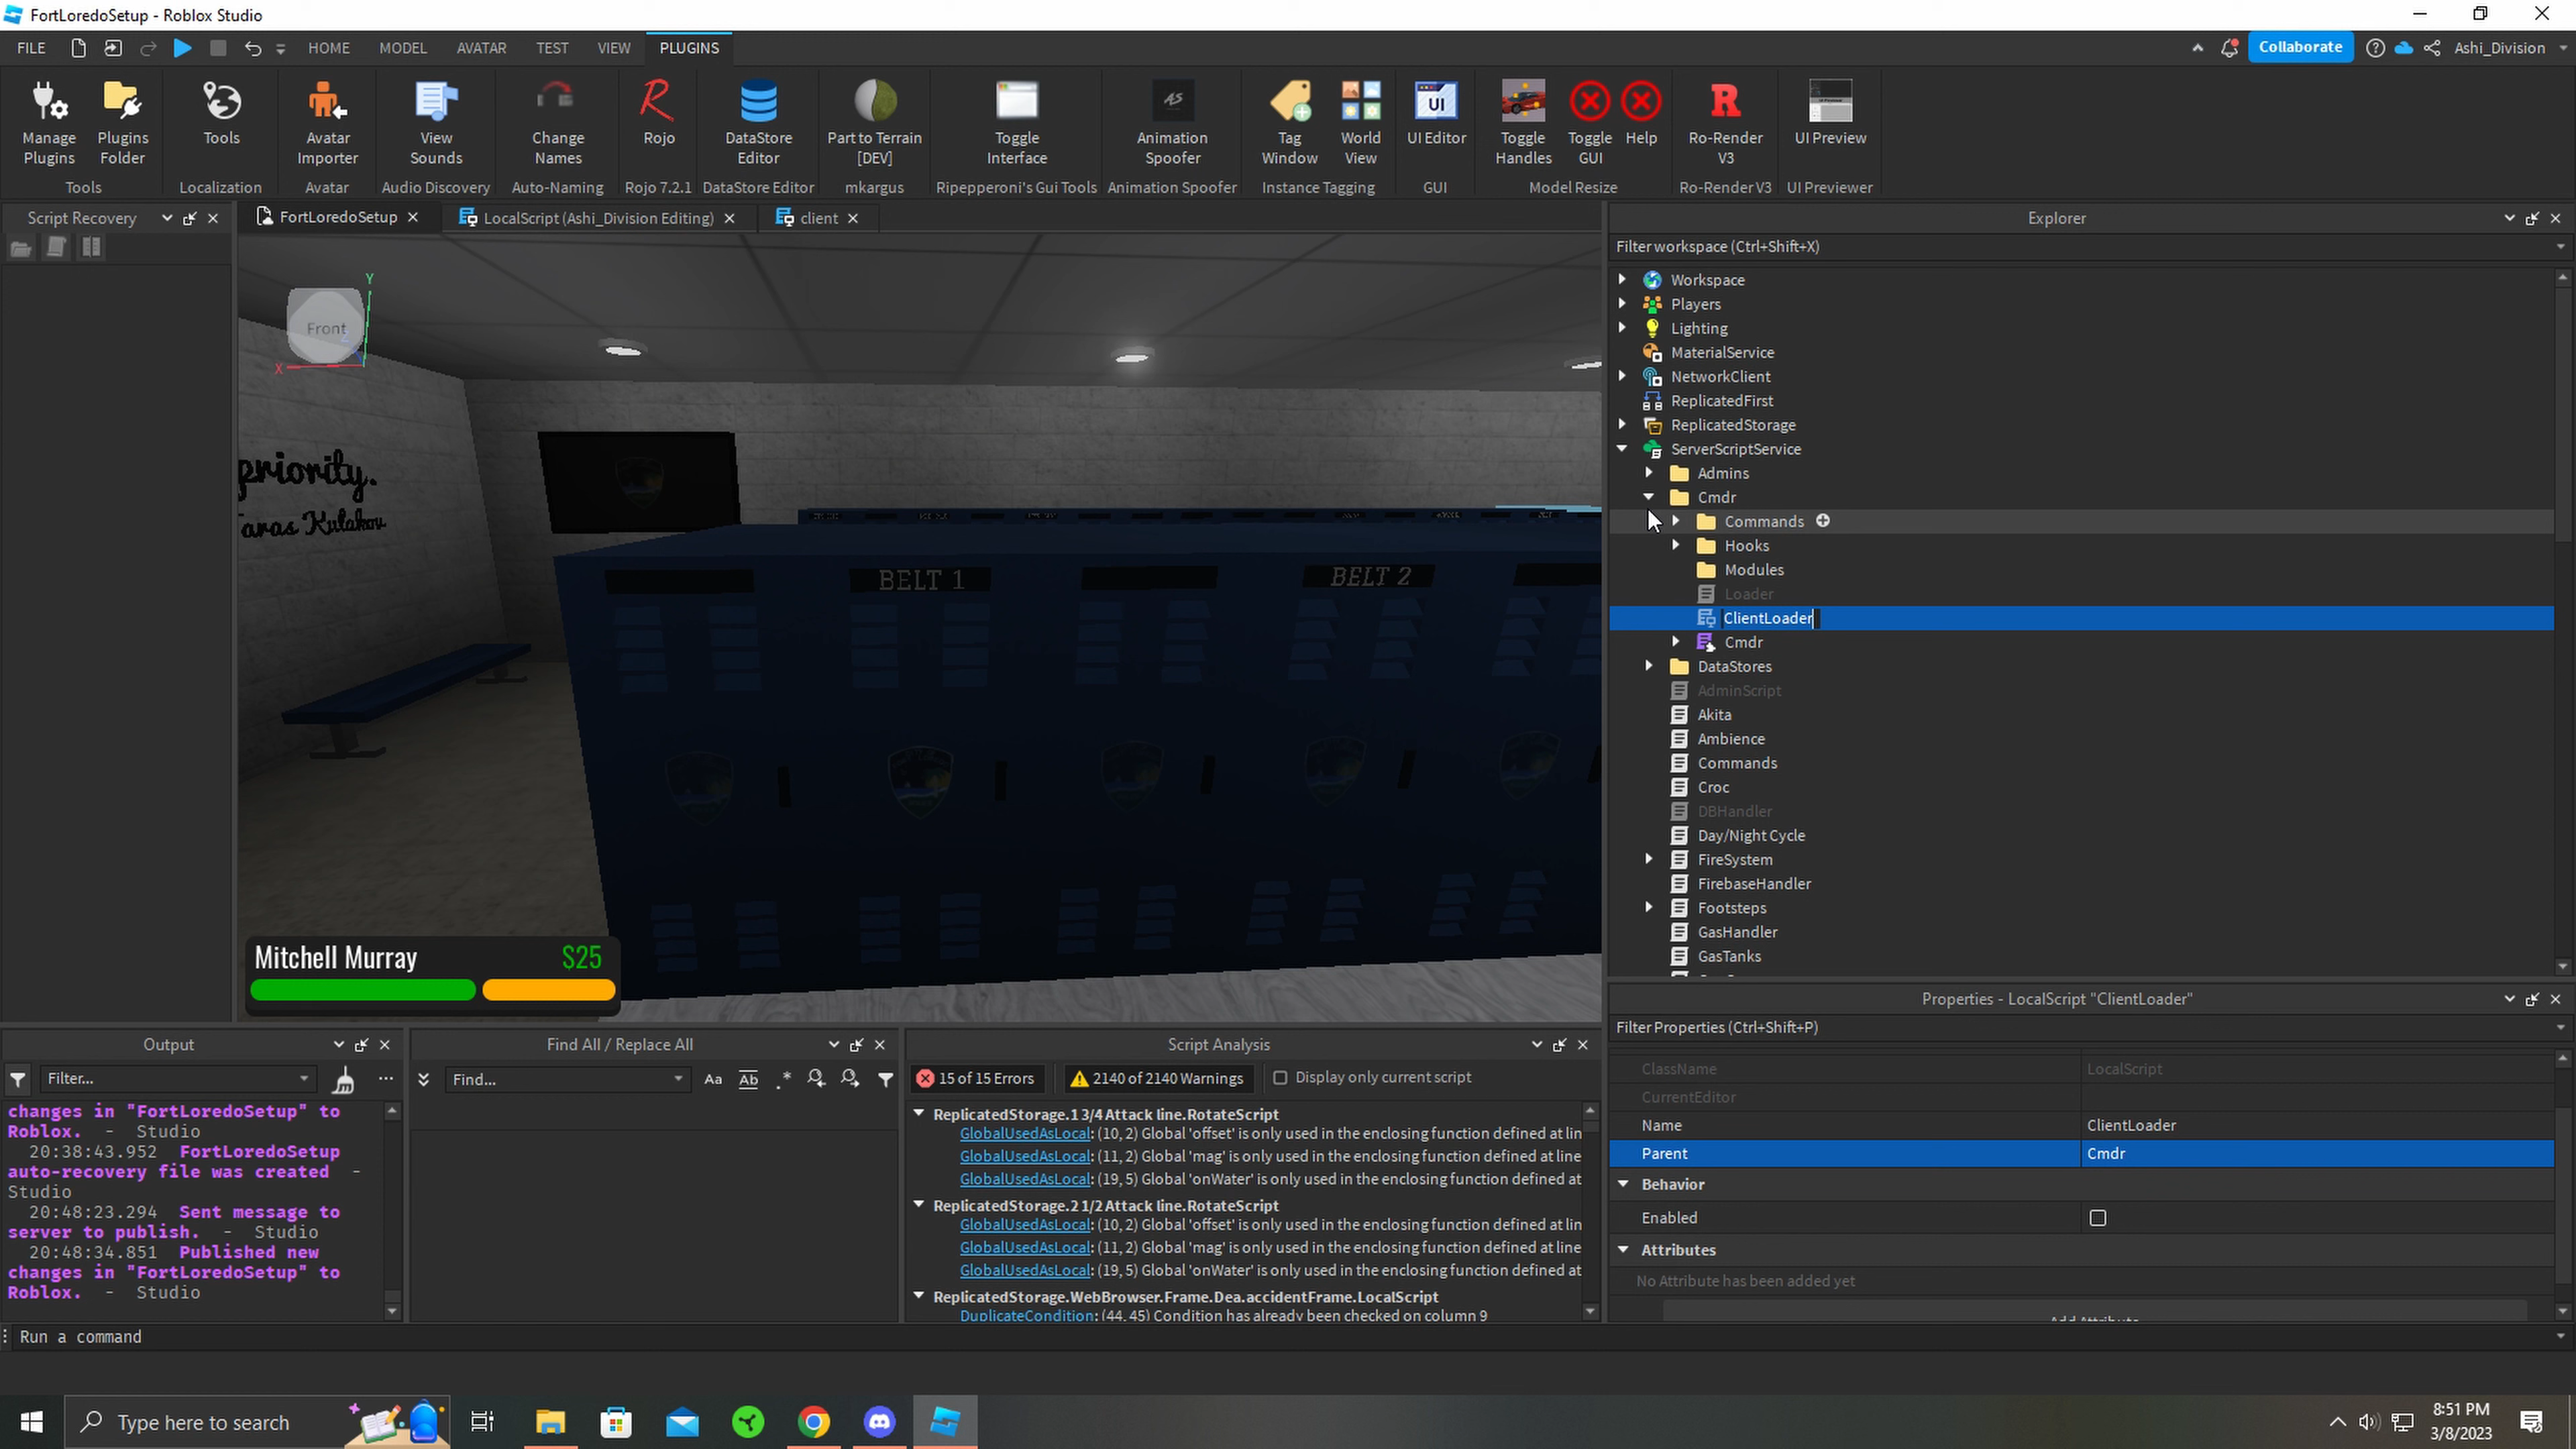 FortLoredoSetup - Roblox Studio
FILE HOME MODEL AVATAR TEST VIEW PLUGINS Collaborate Ashi_Division
Manage Plugins
Plugins Folder
Tools
Avatar Importer
View Sounds
Change Names
Rojo
DataStore Editor
Part to Terrain [DEV]
Toggle Interface
AS
Animation Spoofer
Tag Window
World View
UI
UI Editor
Toggle Handles
Toggle GUI
Help
R
Ro-Render V3
UI Preview
Tools Localization Avatar Audio Discovery Auto-Naming Rojo 7.2.1 DataStore Editor mkargus Ripepperoni's Gui Tools Animation Spoofer Instance Tagging GUI Model Resize Ro-Render V3 UI Previewer
Script Recovery
FortLoredoSetup
LocalScript (Ashi_Division Editing)
client
Y
Front
Z
X
priority.
Taras Kulakov
BELT 1
BELT 2
Mitchell Murray $25
Explorer
Filter workspace (Ctrl+Shift+X)
Workspace
Players
Lighting
MaterialService
NetworkClient
ReplicatedFirst
ReplicatedStorage
ServerScriptService
Admins
Cmdr
Commands
Hooks
Modules
Loader
ClientLoader
Cmdr
DataStores
AdminScript
Akita
Ambience
Commands
Croc
DBHandler
Day/Night Cycle
FireSystem
FirebaseHandler
Footsteps
GasHandler
GasTanks
Properties - LocalScript "ClientLoader"
Filter Properties (Ctrl+Shift+P)
ClassName LocalScript
CurrentEditor
Name ClientLoader
Parent Cmdr
Behavior
Enabled
Attributes
No Attribute has been added yet
Add Attribute
Output
Filter...
changes in "FortLoredoSetup" to
Roblox. - Studio
20:38:43.952 FortLoredoSetup
auto-recovery file was created -
Studio
20:48:23.294 Sent message to
server to publish. - Studio
20:48:34.851 Published new
changes in "FortLoredoSetup" to
Roblox. - Studio
Find All / Replace All
Find... Aa Ab .*
Script Analysis
15 of 15 Errors 2140 of 2140 Warnings Display only current script
ReplicatedStorage.1 3/4 Attack line.RotateScript
GlobalUsedAsLocal: (10, 2) Global 'offset' is only used in the enclosing function defined at lin
GlobalUsedAsLocal: (11, 2) Global 'mag' is only used in the enclosing function defined at line
GlobalUsedAsLocal: (19, 5) Global 'onWater' is only used in the enclosing function defined at
ReplicatedStorage.2 1/2 Attack line.RotateScript
GlobalUsedAsLocal: (10, 2) Global 'offset' is only used in the enclosing function defined at lin
GlobalUsedAsLocal: (11, 2) Global 'mag' is only used in the enclosing function defined at line
GlobalUsedAsLocal: (19, 5) Global 'onWater' is only used in the enclosing function defined at
ReplicatedStorage.WebBrowser.Frame.Dea.accidentFrame.LocalScript
DuplicateCondition: (44, 45) Condition has already been checked on column 9
Run a command
Type here to search
8:51 PM
3/8/2023